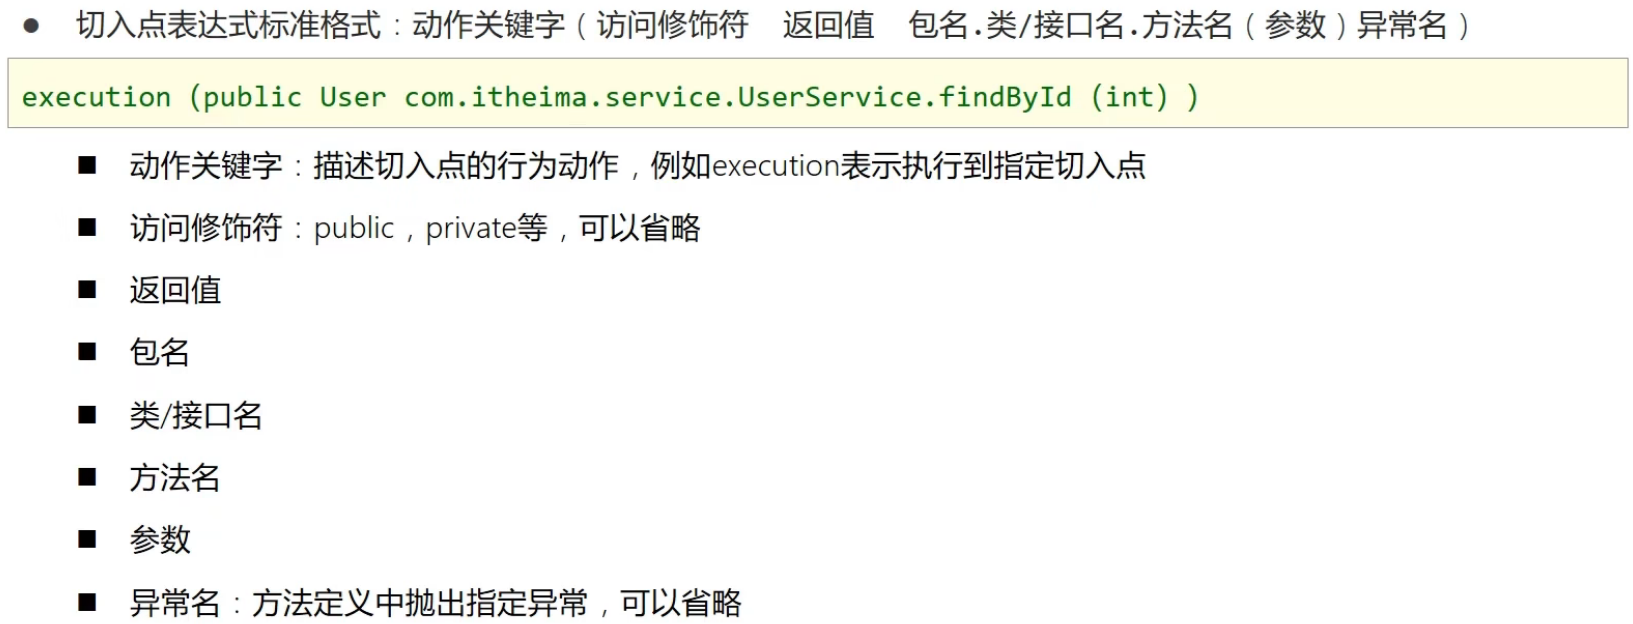 ● 切入点表达式标准格式：动作关键字（访问修饰符 返回值 包名.类/接口名.方法名（参数）异常名）
execution (public User com.itheima.service.UserService.findById (int) )
■ 动作关键字：描述切入点的行为动作，例如execution表示执行到指定切入点
■ 访问修饰符：public，private等，可以省略
■ 返回值
■ 包名
■ 类/接口名
■ 方法名
■ 参数
■ 异常名：方法定义中抛出指定异常，可以省略